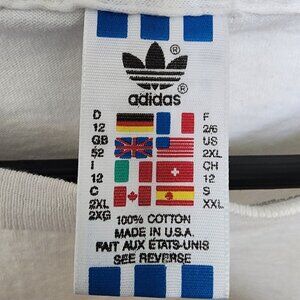 ® ®
adidas
D F
12 2/6
GB US
52 2XL
I CH
12 12
C S
2XL XXL
2XG
100% COTTON
MADE IN U.S.A.
FAIT AUX ÉTATS-UNIS
SEE REVERSE